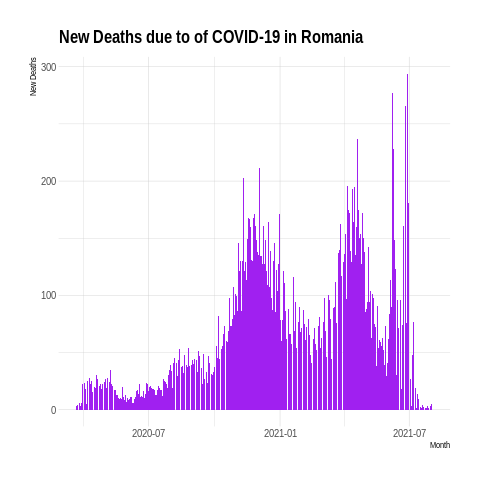 New Deaths due to of COVID-19 in Romania
New Deaths
300
200
100
0
2020-07 2021-01 2021-07
Month